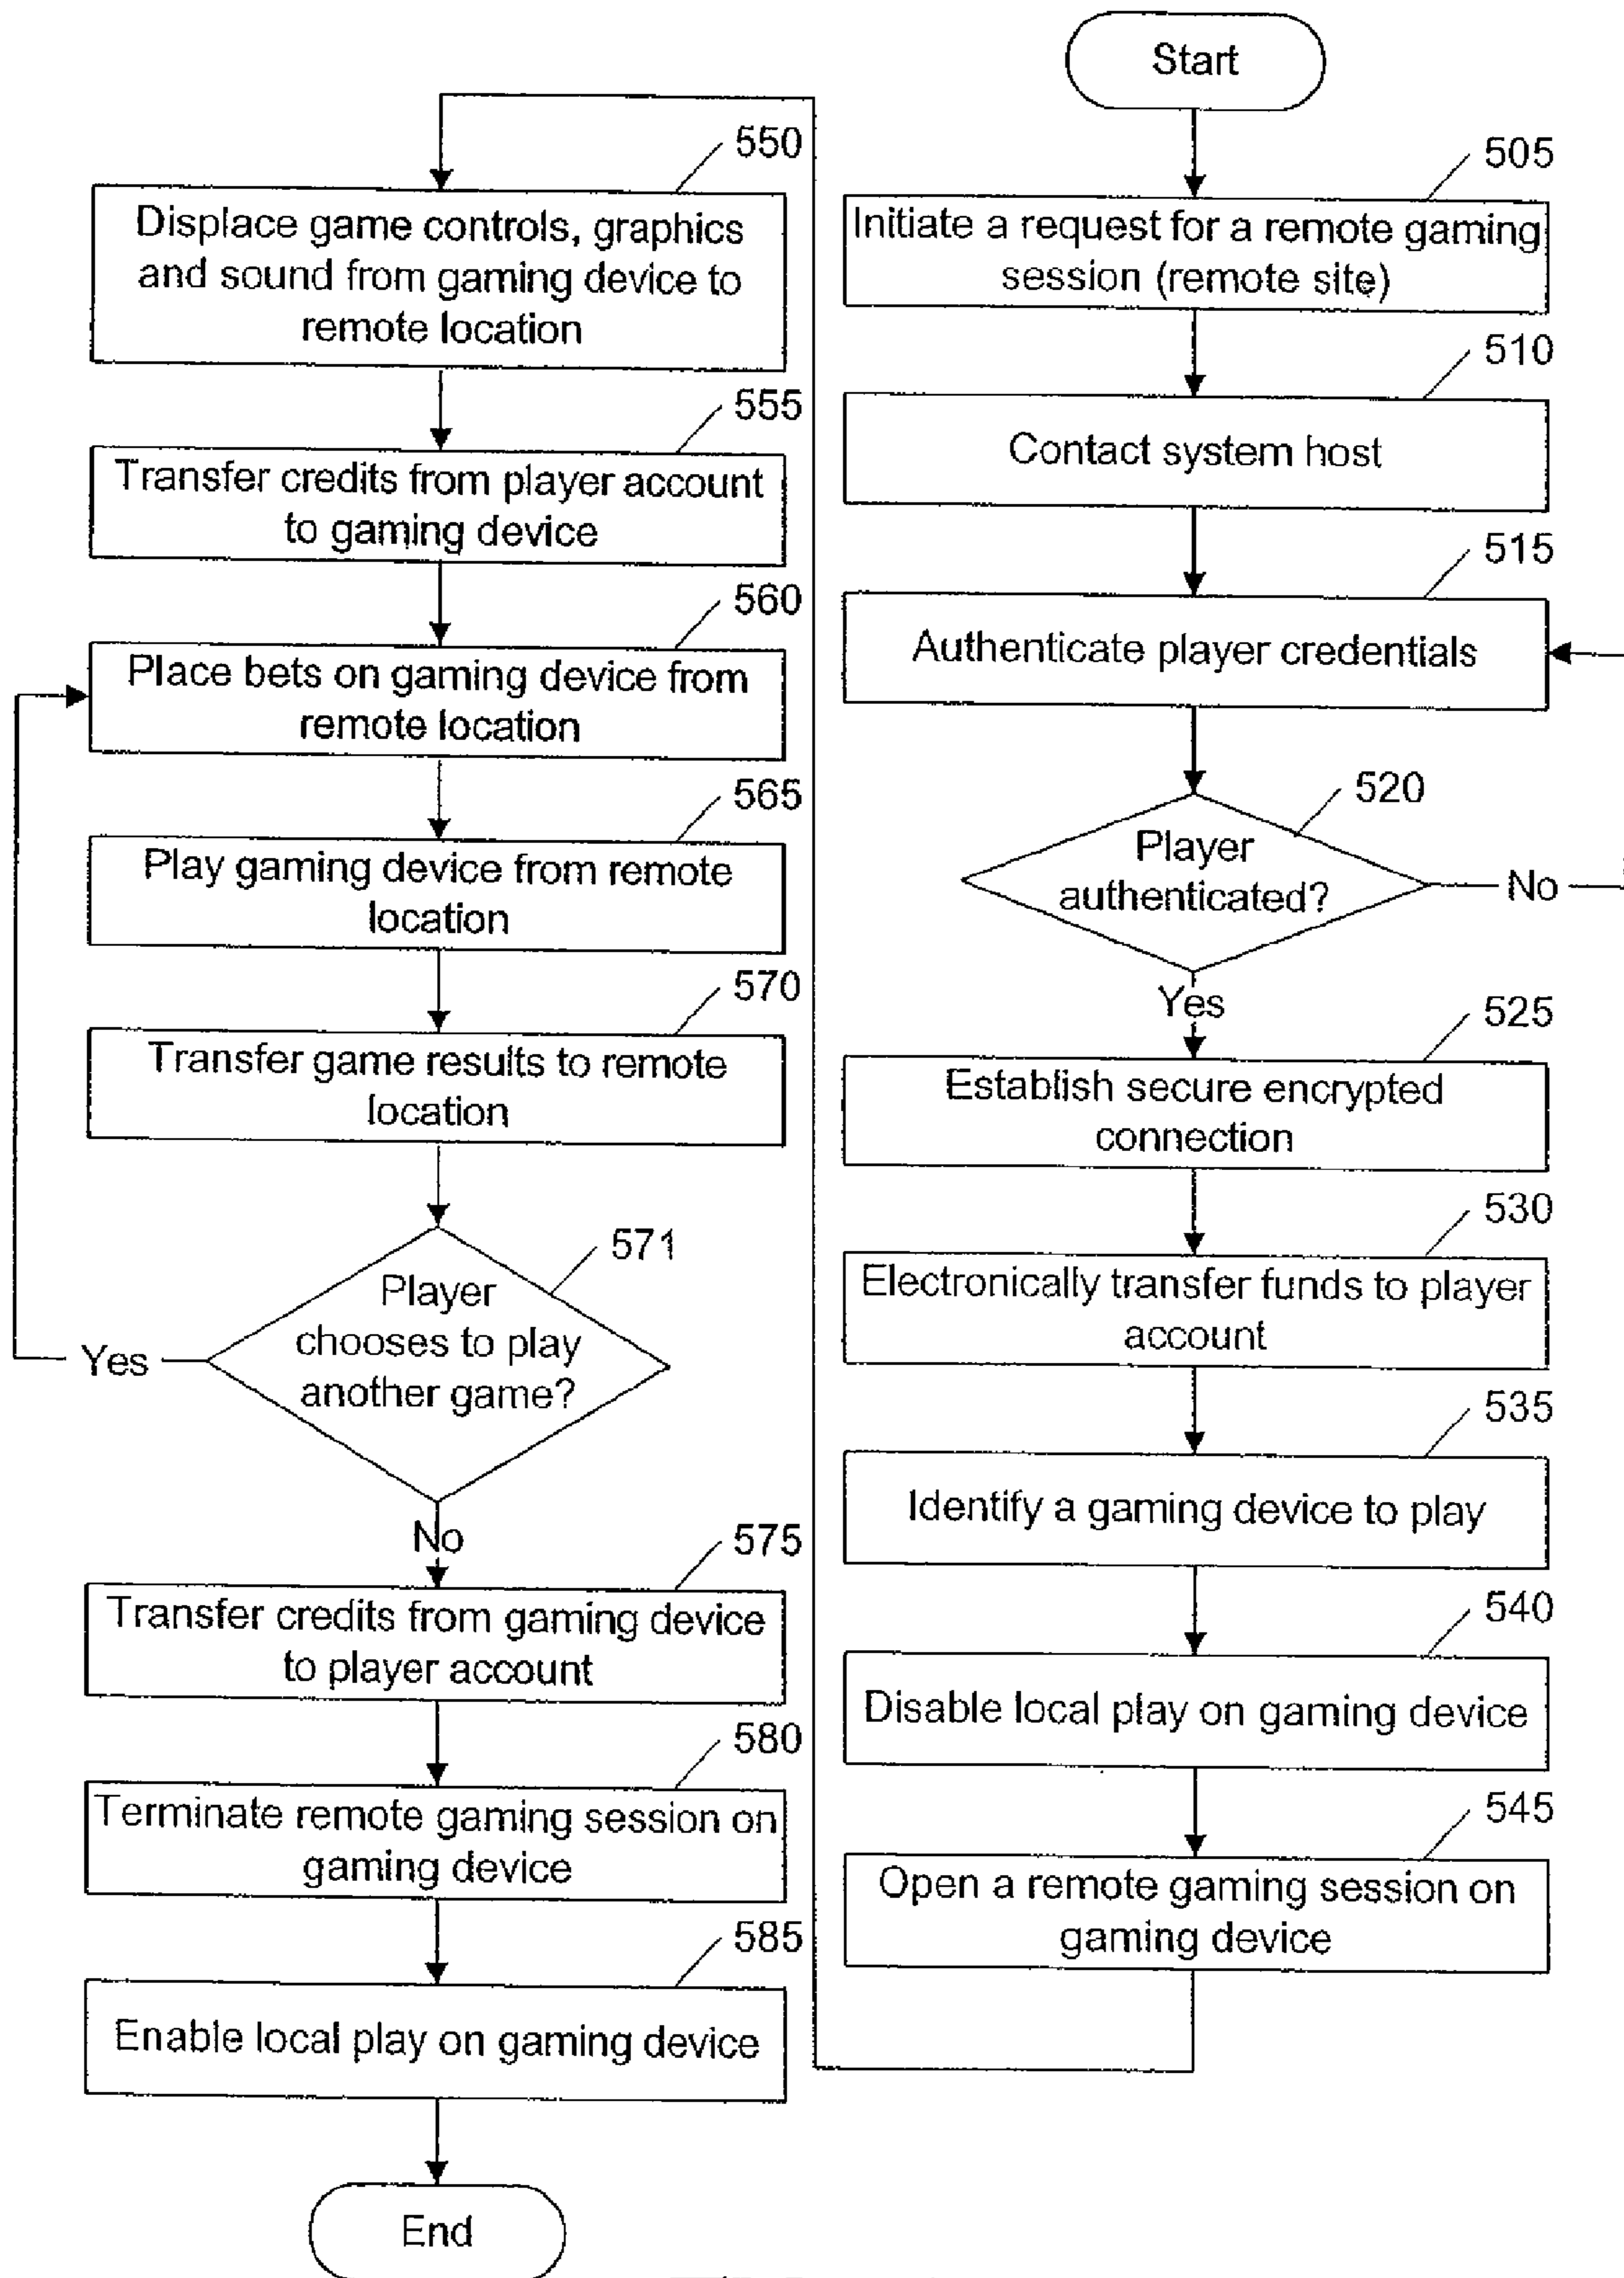 Start
505
Initiate a request for a remote gaming
session (remote site)
510
Contact system host
515
Authenticate player credentials
520
Player
authenticated?
No
Yes
525
Establish secure encrypted
connection
530
Electronically transfer funds to player
account
535
Identify a gaming device to play
540
Disable local play on gaming device
545
Open a remote gaming session on
gaming device
550
Displace game controls, graphics
and sound from gaming device to
remote location
555
Transfer credits from player account
to gaming device
560
Place bets on gaming device from
remote location
565
Play gaming device from remote
location
570
Transfer game results to remote
location
571
Player
chooses to play
another game?
Yes
No
575
Transfer credits from gaming device
to player account
580
Terminate remote gaming session on
gaming device
585
Enable local play on gaming device
End